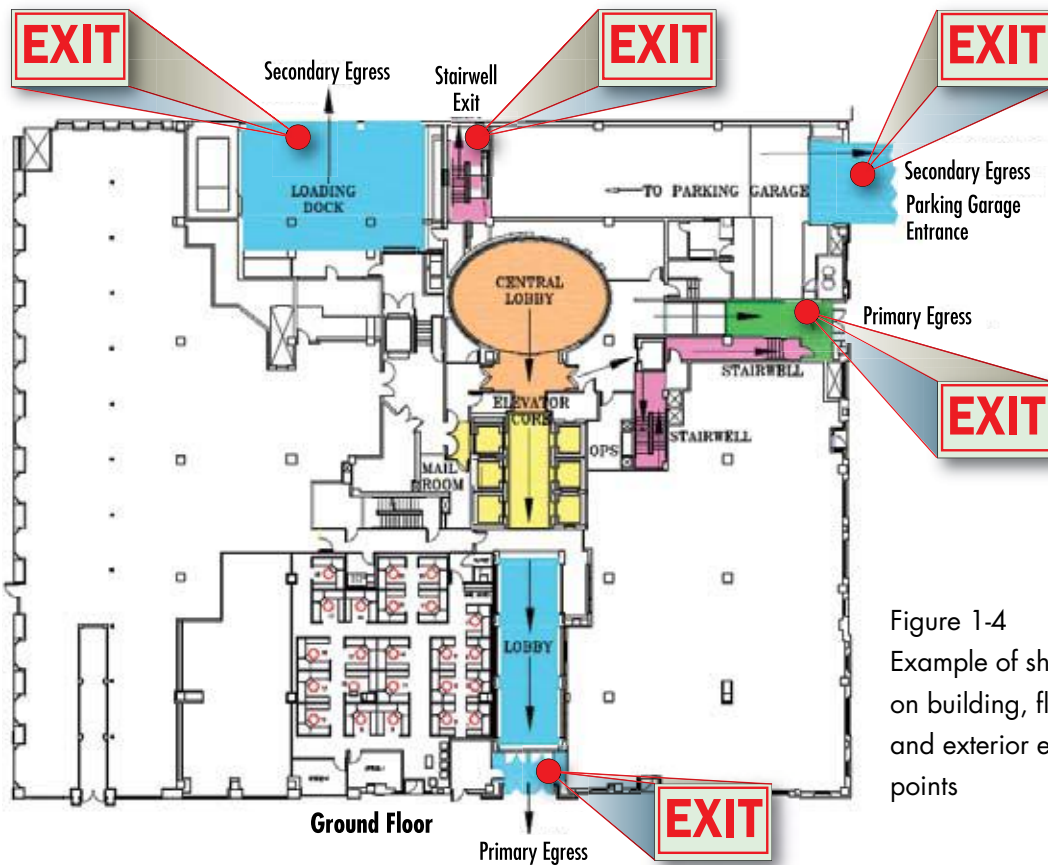 EXIT
EXIT
EXIT
Secondary Egress
Stairwell
Exit
LOADING
DOCK
TO PARKING GARAGE
Secondary Egress
Parking Garage
Entrance
CENTRAL
LOBBY
Primary Egress
STAIRWELL
EXIT
ELEVATOR
CORE
STAIRWELL
OPS
MAIL
ROOM
LOBBY
Figure 1-4
Example of sh
on building, fl
and exterior e
points
EXIT
Ground Floor
Primary Egress